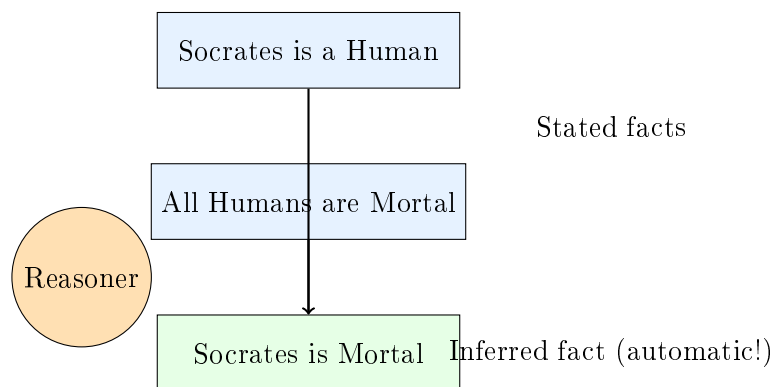 Socrates is a Human
Stated facts
All Humans are Mortal
Reasoner
Socrates is Mortal
Inferred fact (automatic!)